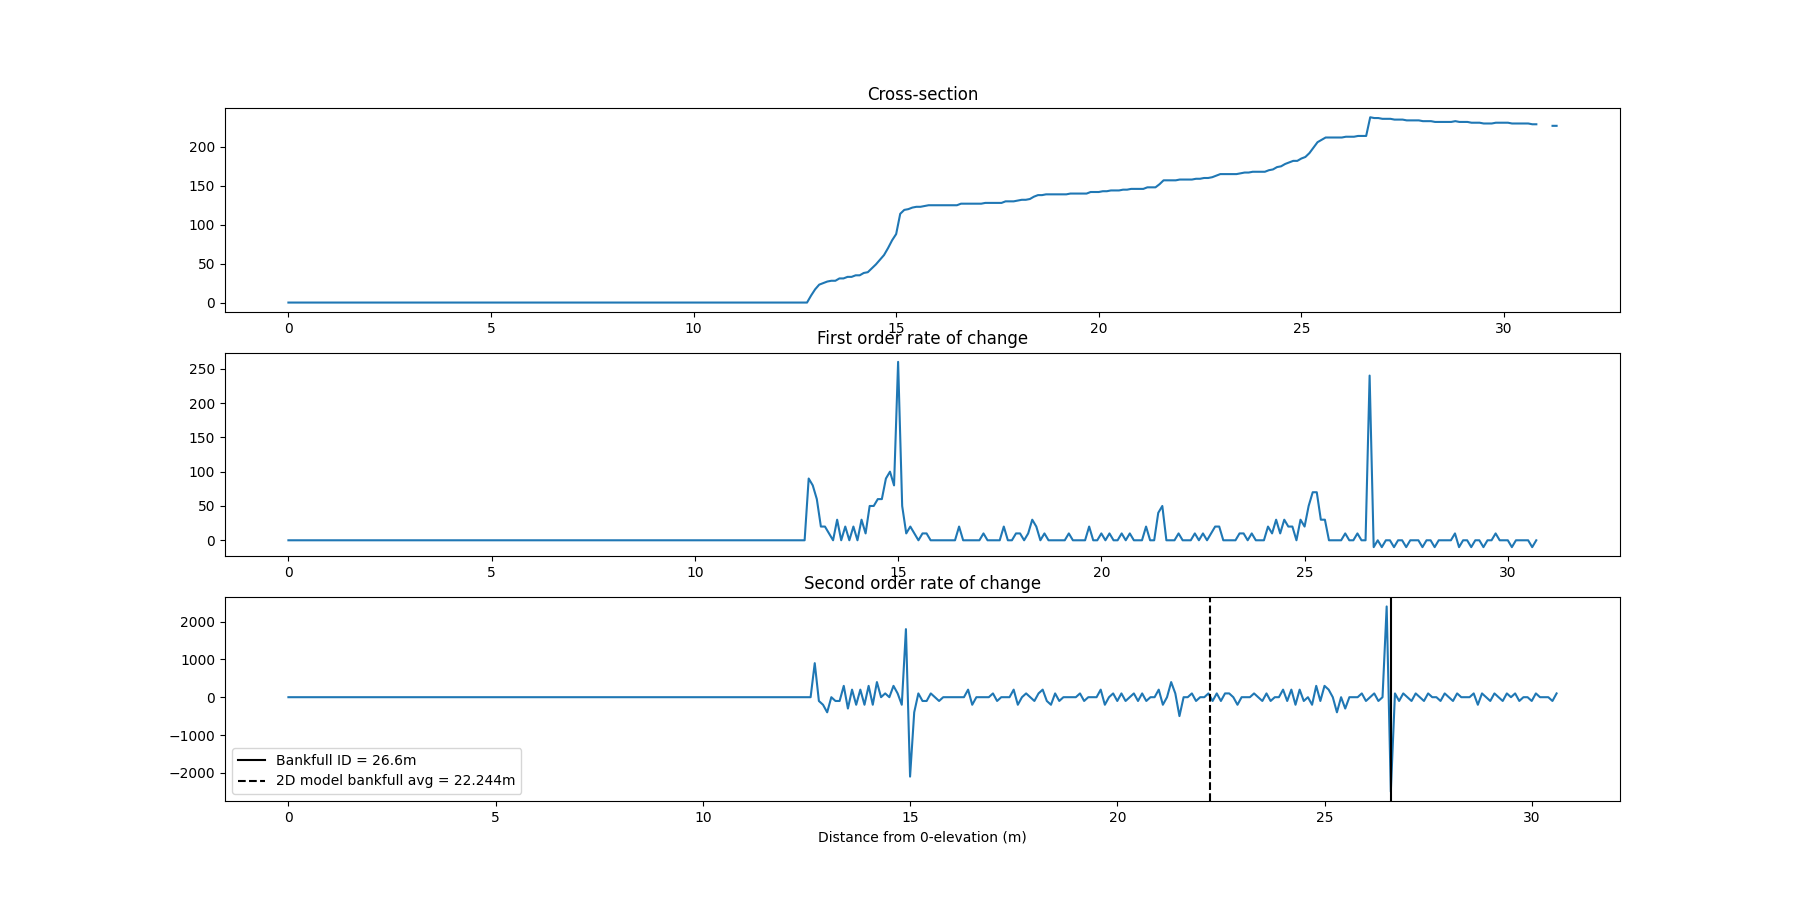 Cross-section
200
150
100
50
0
0 5 10 15 20 25 30
First order rate of change
250
200
150
100
50
0
0 5 10 15 20 25 30
Second order rate of change
2000
1000
0
−1000
−2000
Bankfull ID = 26.6m
2D model bankfull avg = 22.244m
0 5 10 15 20 25 30
Distance from 0-elevation (m)